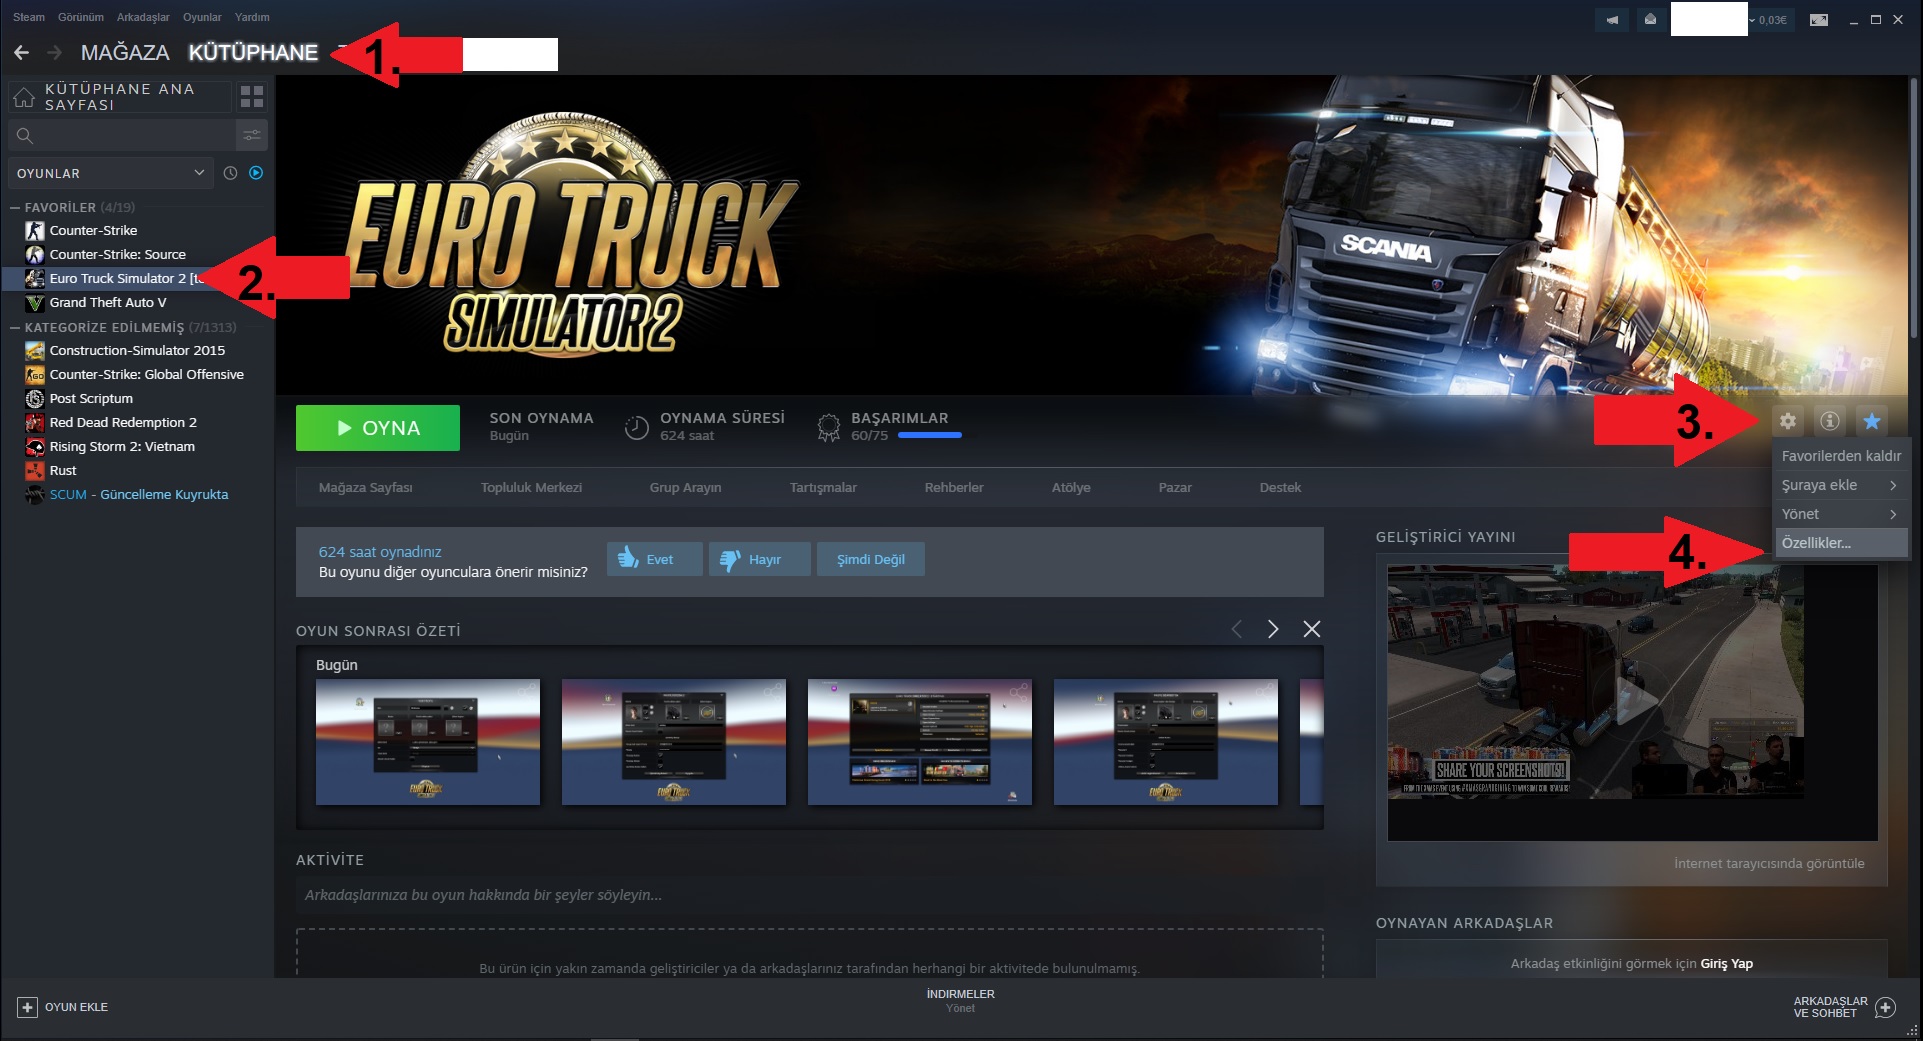 Steam Görünüm Arkadaşlar Oyunlar Yardım
0,03€
MAĞAZA KÜTÜPHANE
1.
KÜTÜPHANE ANA
SAYFASI
OYUNLAR
FAVORİLER (4/19)
Counter-Strike
Counter-Strike: Source
Euro Truck Simulator 2
2.
Grand Theft Auto V
KATEGORİZE EDİLMEMİŞ (7/1313)
Construction-Simulator 2015
Counter-Strike: Global Offensive
Post Scriptum
Red Dead Redemption 2
Rising Storm 2: Vietnam
Rust
SCUM - Güncelleme Kuyrukta
EURO TRUCK
SIMULATOR 2
SCANIA
OYNA
SON OYNAMA
Bugün
OYNAMA SÜRESİ
624 saat
BAŞARIMLAR
60/75
3.
Favorilerden kaldır
Şuraya ekle
Yönet
Özellikler...
4.
Mağaza Sayfası Topluluk Merkezi Grup Arayın Tartışmalar Rehberler Atölye Pazar Destek
624 saat oynadınız
Bu oyunu diğer oyunculara önerir misiniz?
Evet
Hayır
Şimdi Değil
GELİŞTİRİCİ YAYINI
SHARE YOUR SCREENSHOTS!
İnternet tarayıcısında görüntüle
OYUN SONRASI ÖZETİ
Bugün
AKTİVİTE
Arkadaşlarınıza bu oyun hakkında bir şeyler söyleyin...
Bu ürün için yakın zamanda geliştiriciler ya da arkadaşlarınız tarafından herhangi bir aktivitede bulunulmamış.
OYNAYAN ARKADAŞLAR
Arkadaş etkinliğini görmek için Giriş Yap
OYUN EKLE
İNDİRMELER
Yönet
ARKADAŞLAR
VE SOHBET